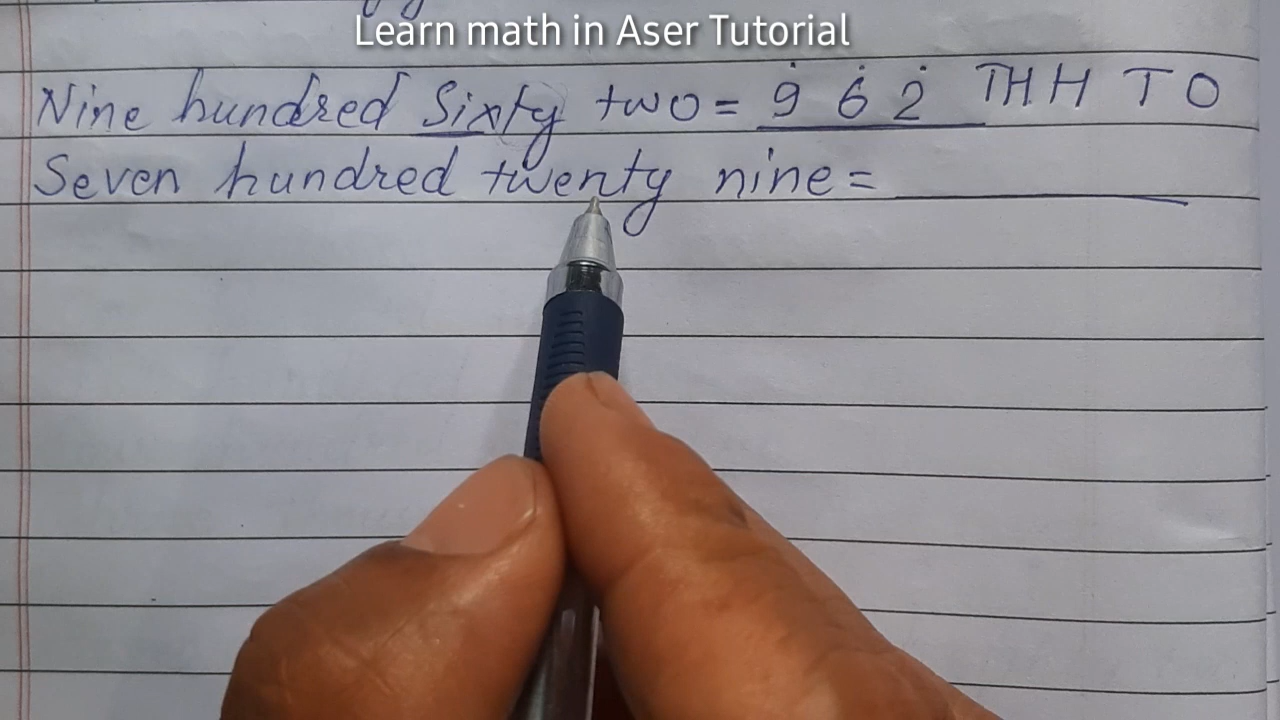 Learn math in Aser Tutorial
Nine hundred Sixty two = 9 6 2 TH H T O
Seven hundred twenty nine =